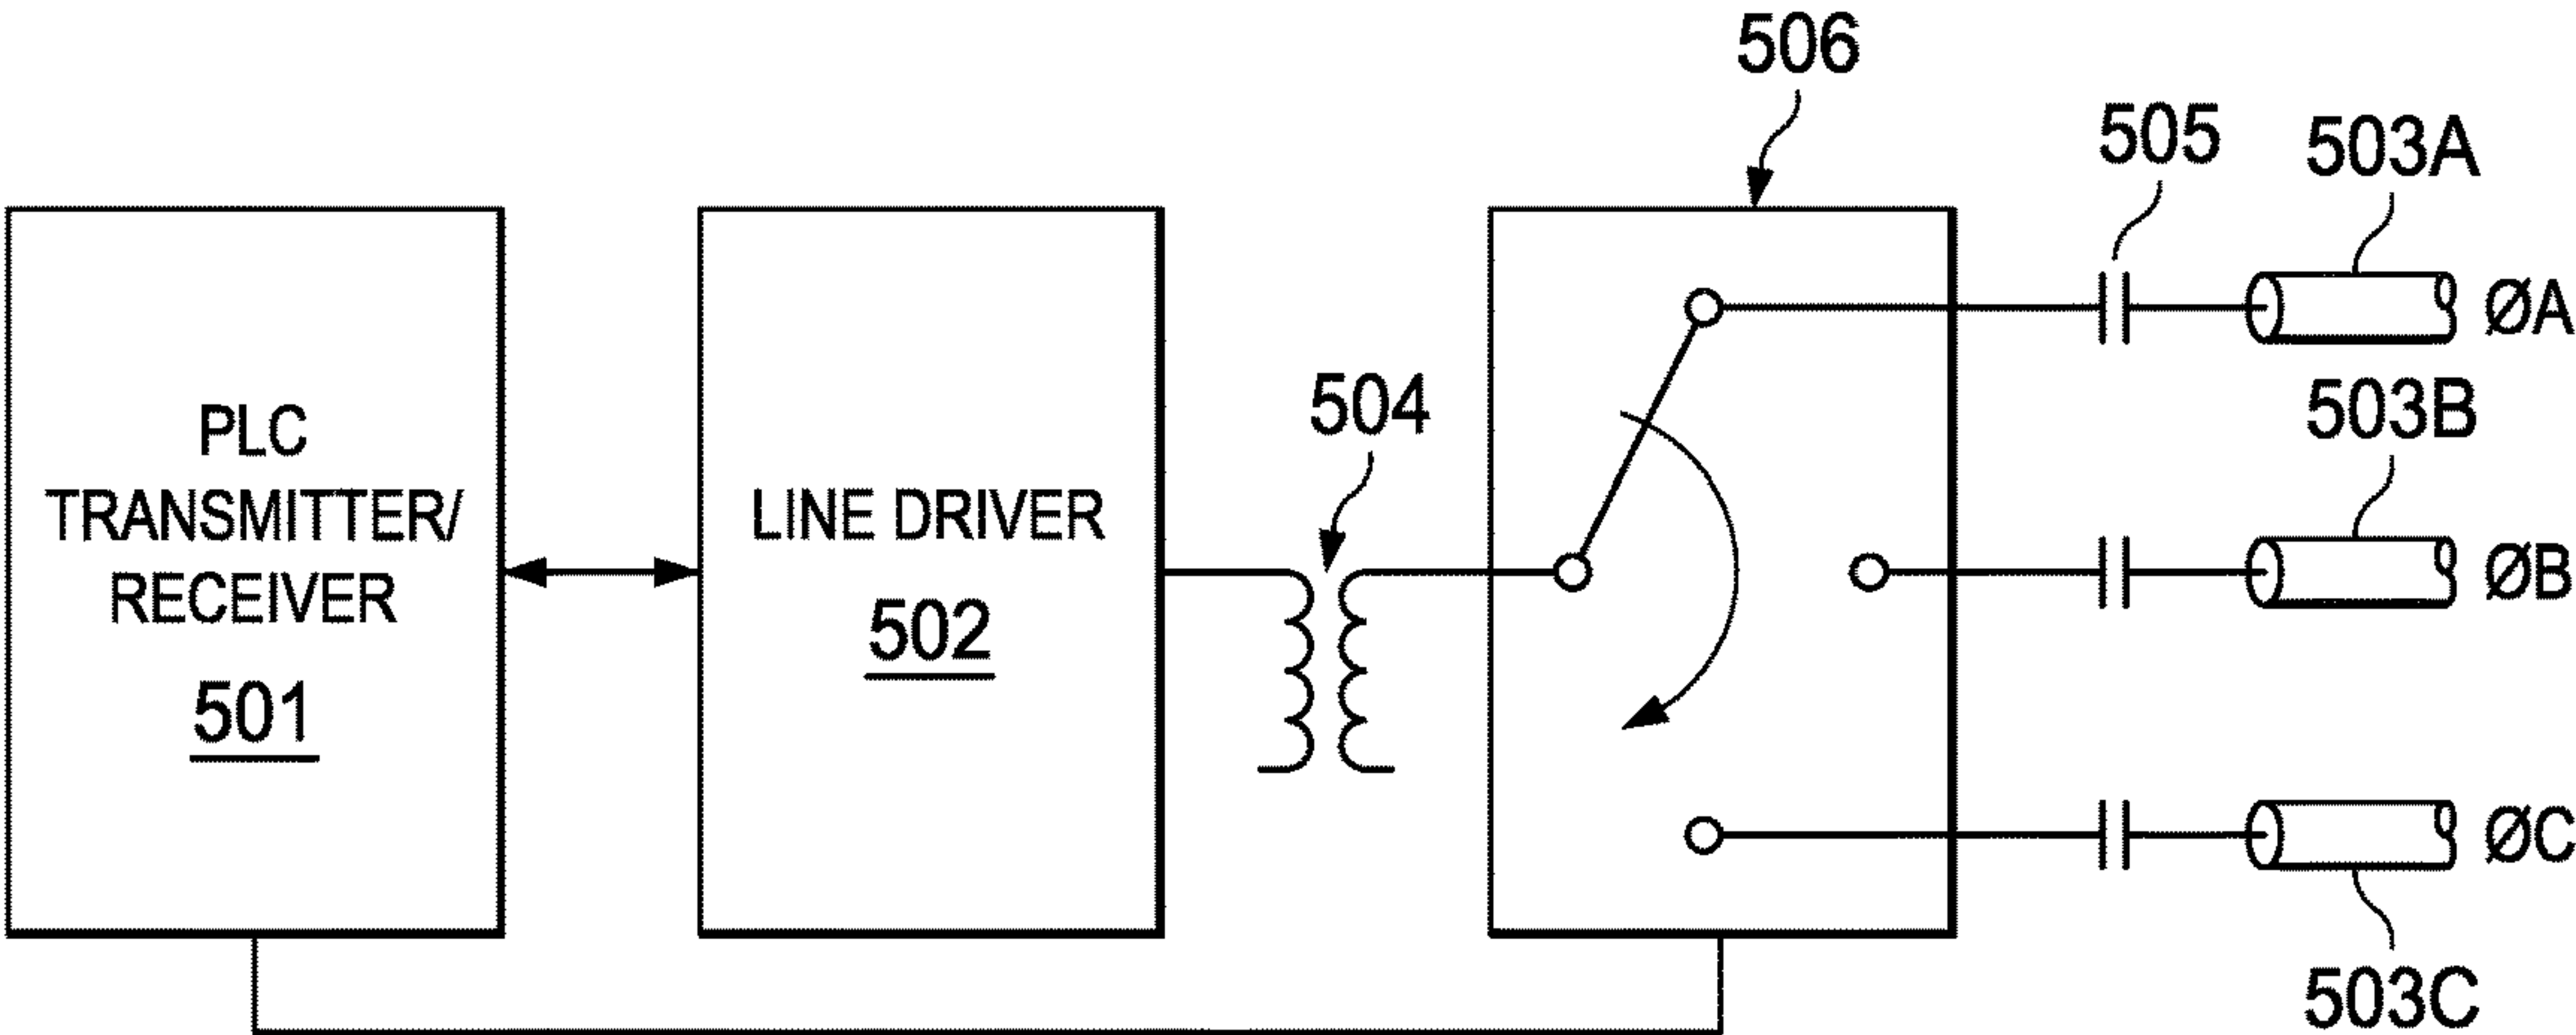 506
505
503A
ØA
503B
504
PLC
TRANSMITTER/
RECEIVER
501
LINE DRIVER
502
ØB
ØC
503C